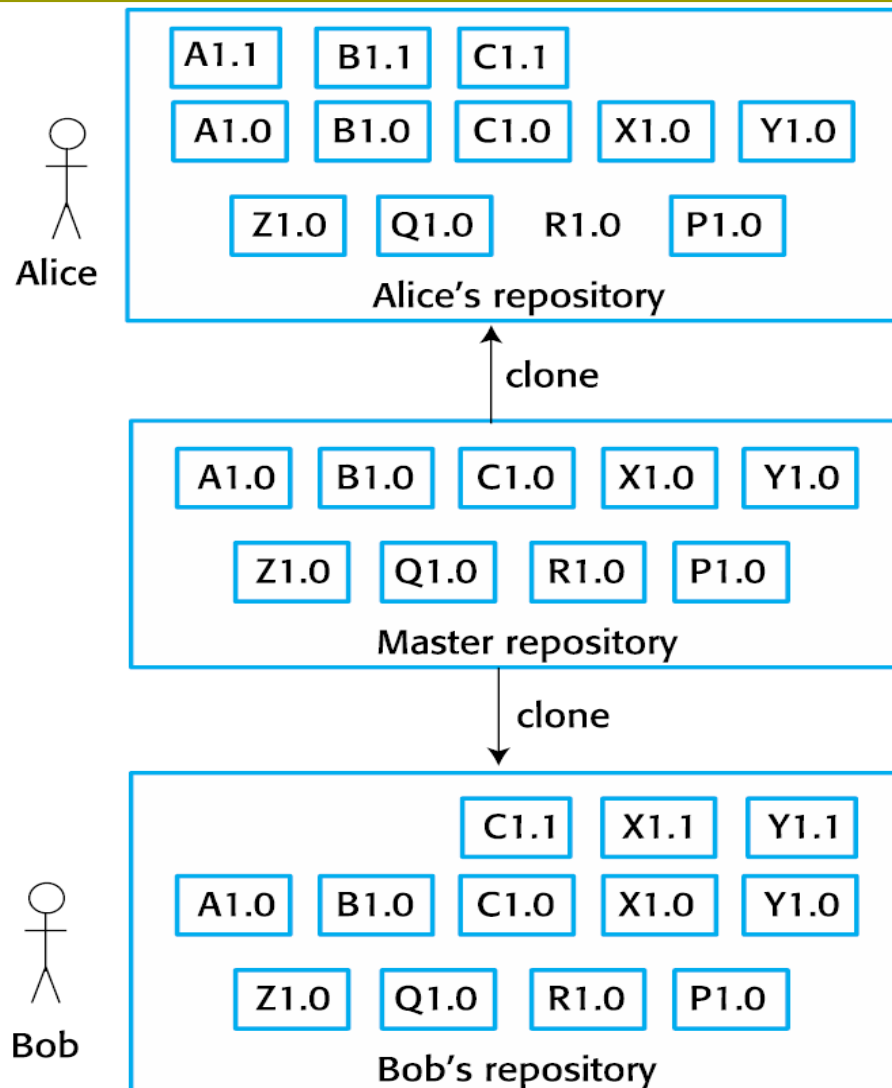 A1.1 B1.1 C1.1
A1.0 B1.0 C1.0 X1.0 Y1.0
Z1.0 Q1.0 R1.0 P1.0
Alice
Alice's repository
clone
A1.0 B1.0 C1.0 X1.0 Y1.0
Z1.0 Q1.0 R1.0 P1.0
Master repository
clone
C1.1 X1.1 Y1.1
A1.0 B1.0 C1.0 X1.0 Y1.0
Z1.0 Q1.0 R1.0 P1.0
Bob
Bob's repository